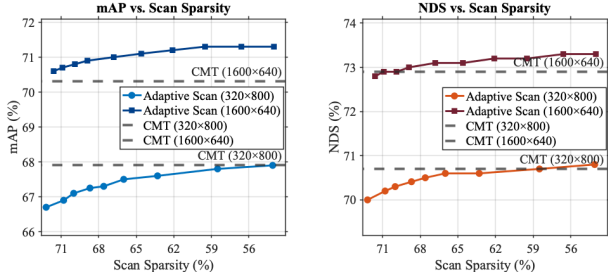 mAP vs. Scan Sparsity
72
71
70
69
68
67
66
mAP (%)
CMT (1600×640)
Adaptive Scan (320×800)
Adaptive Scan (1600×640)
CMT (320×800)
CMT (1600×640)
CMT (320×800)
71
68
65
62
59
56
Scan Sparsity (%)
NDS vs. Scan Sparsity
74
73
72
71
70
NDS (%)
CMT (1600×640)
Adaptive Scan (320×800)
Adaptive Scan (1600×640)
CMT (320×800)
CMT (1600×640)
CMT (320×800)
71
68
65
62
59
56
Scan Sparsity (%)